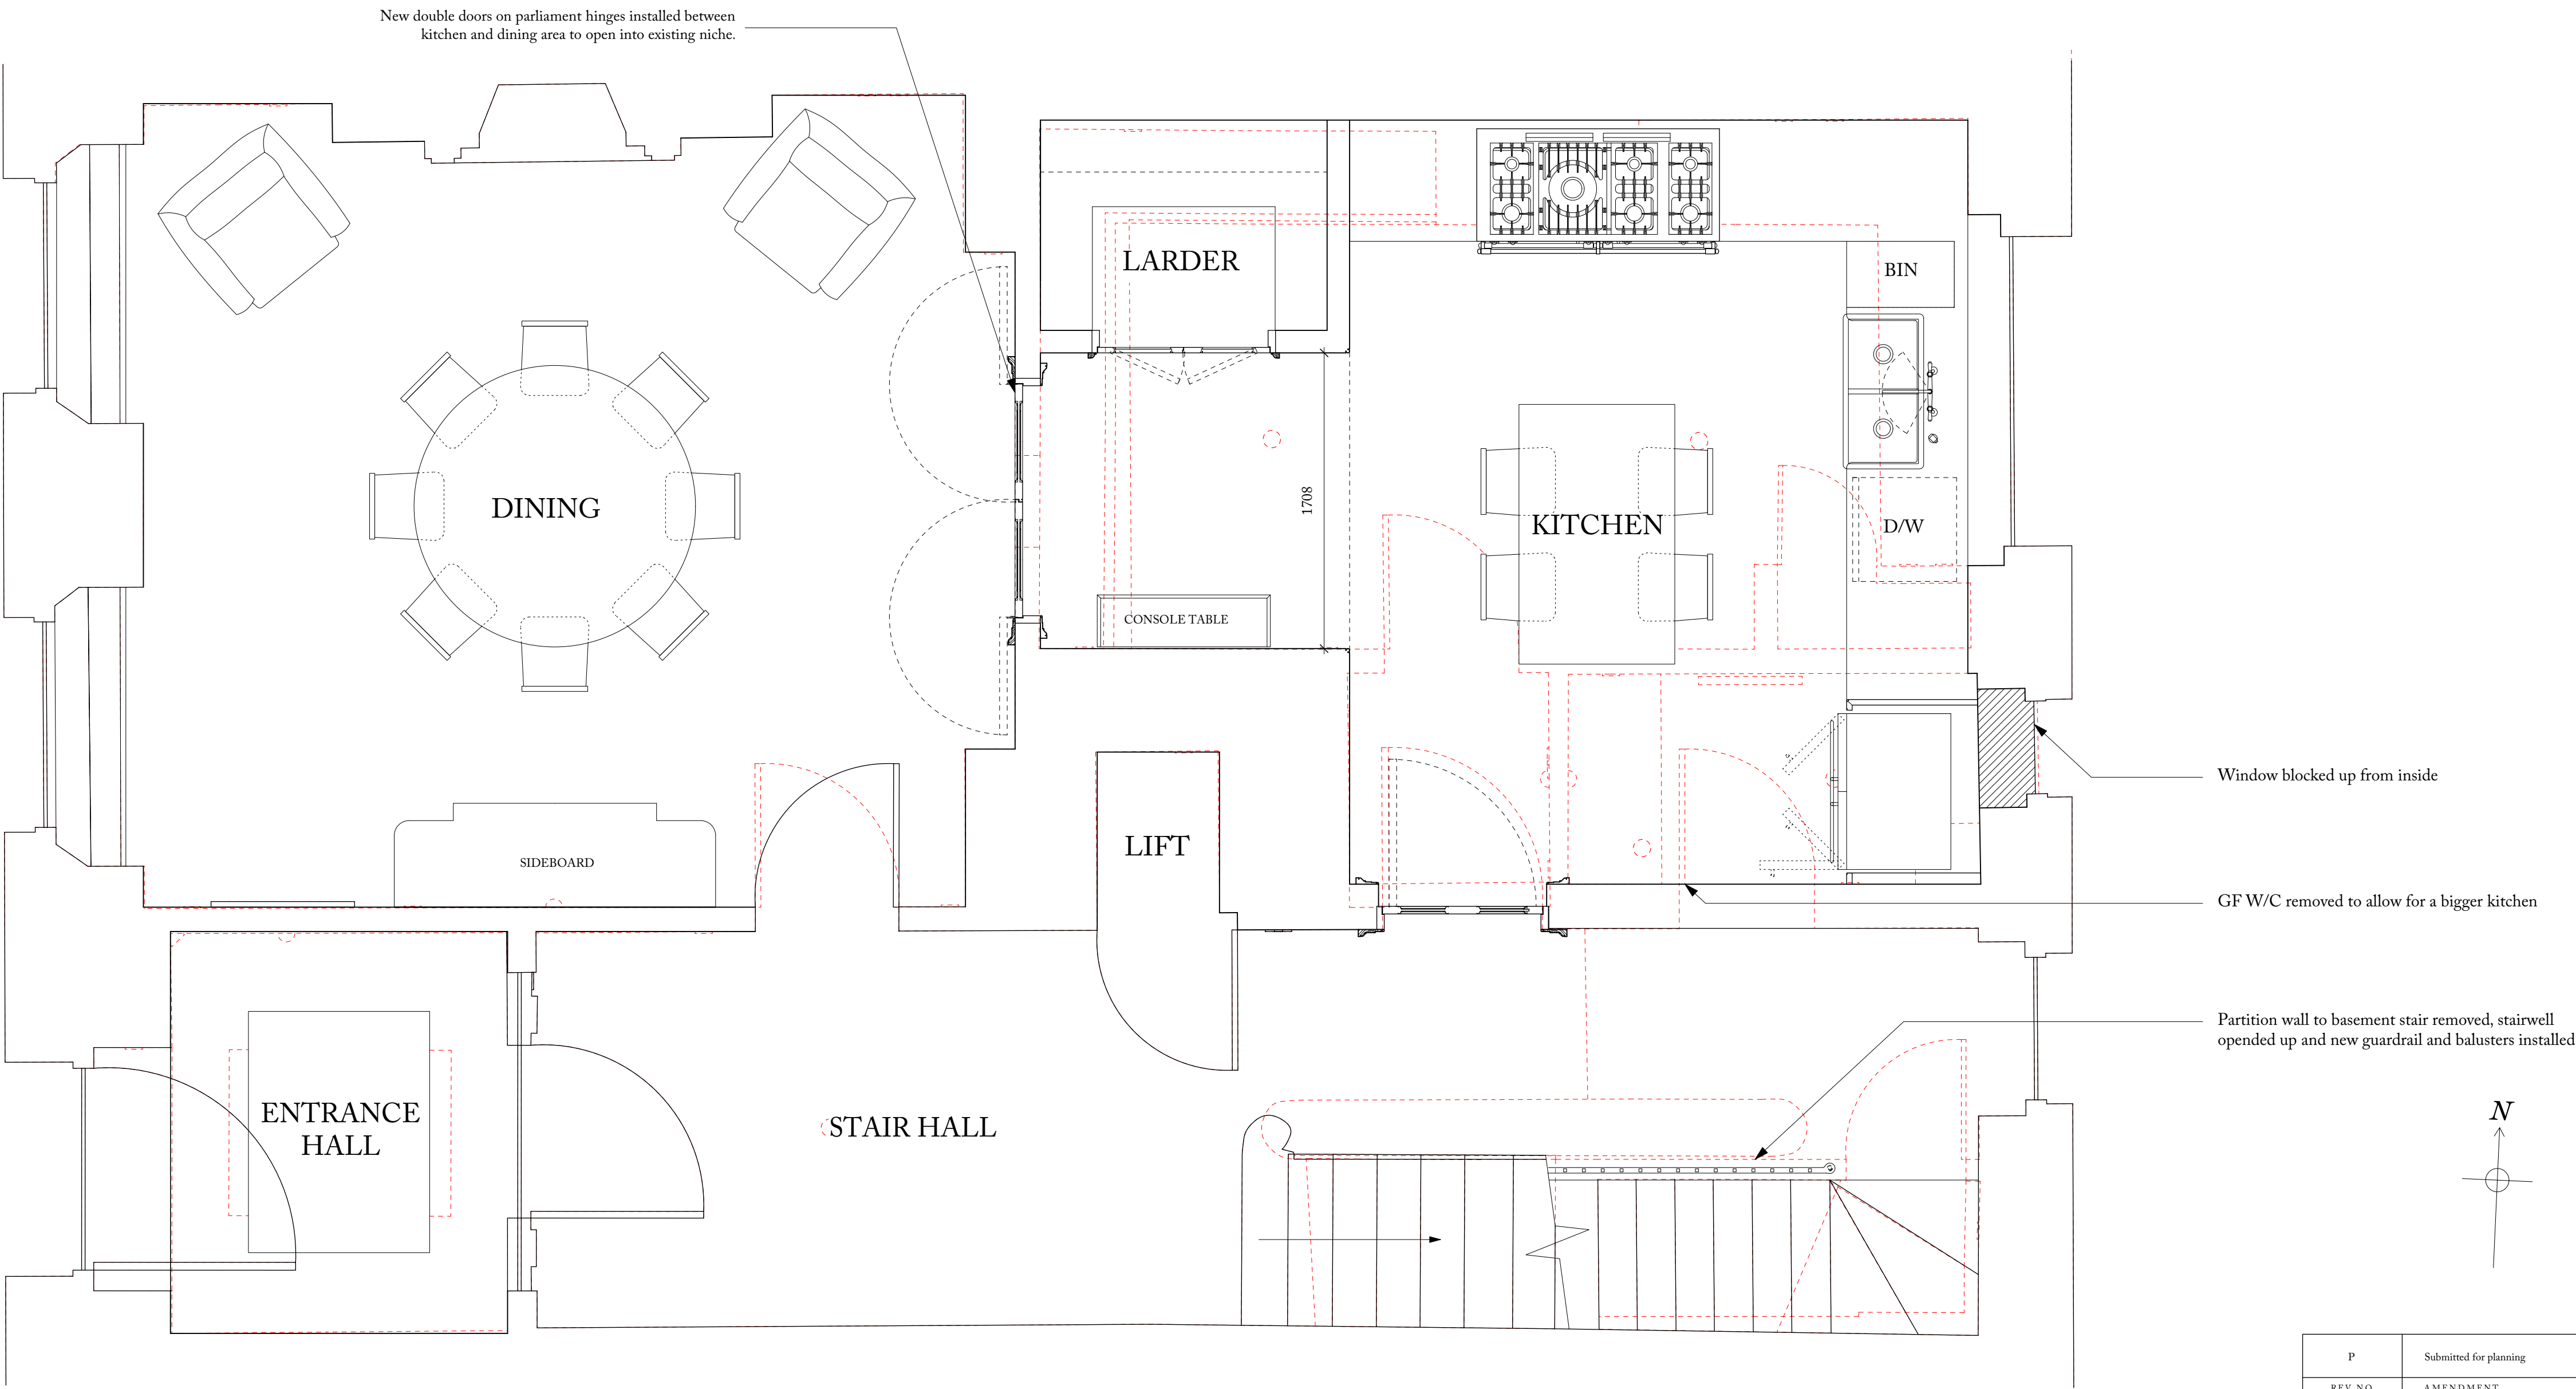 New double doors on parliament hinges installed between
kitchen and dining area to open into existing niche.
LARDER
BIN
DINING
1708
KITCHEN
D/W
CONSOLE TABLE
Window blocked up from inside
LIFT
SIDEBOARD
GF W/C removed to allow for a bigger kitchen
Partition wall to basement stair removed, stairwell
opended up and new guardrail and balusters installed
ENTRANCE
HALL
STAIR HALL
N
P
Submitted for planning
REV NO
AMENDMENT